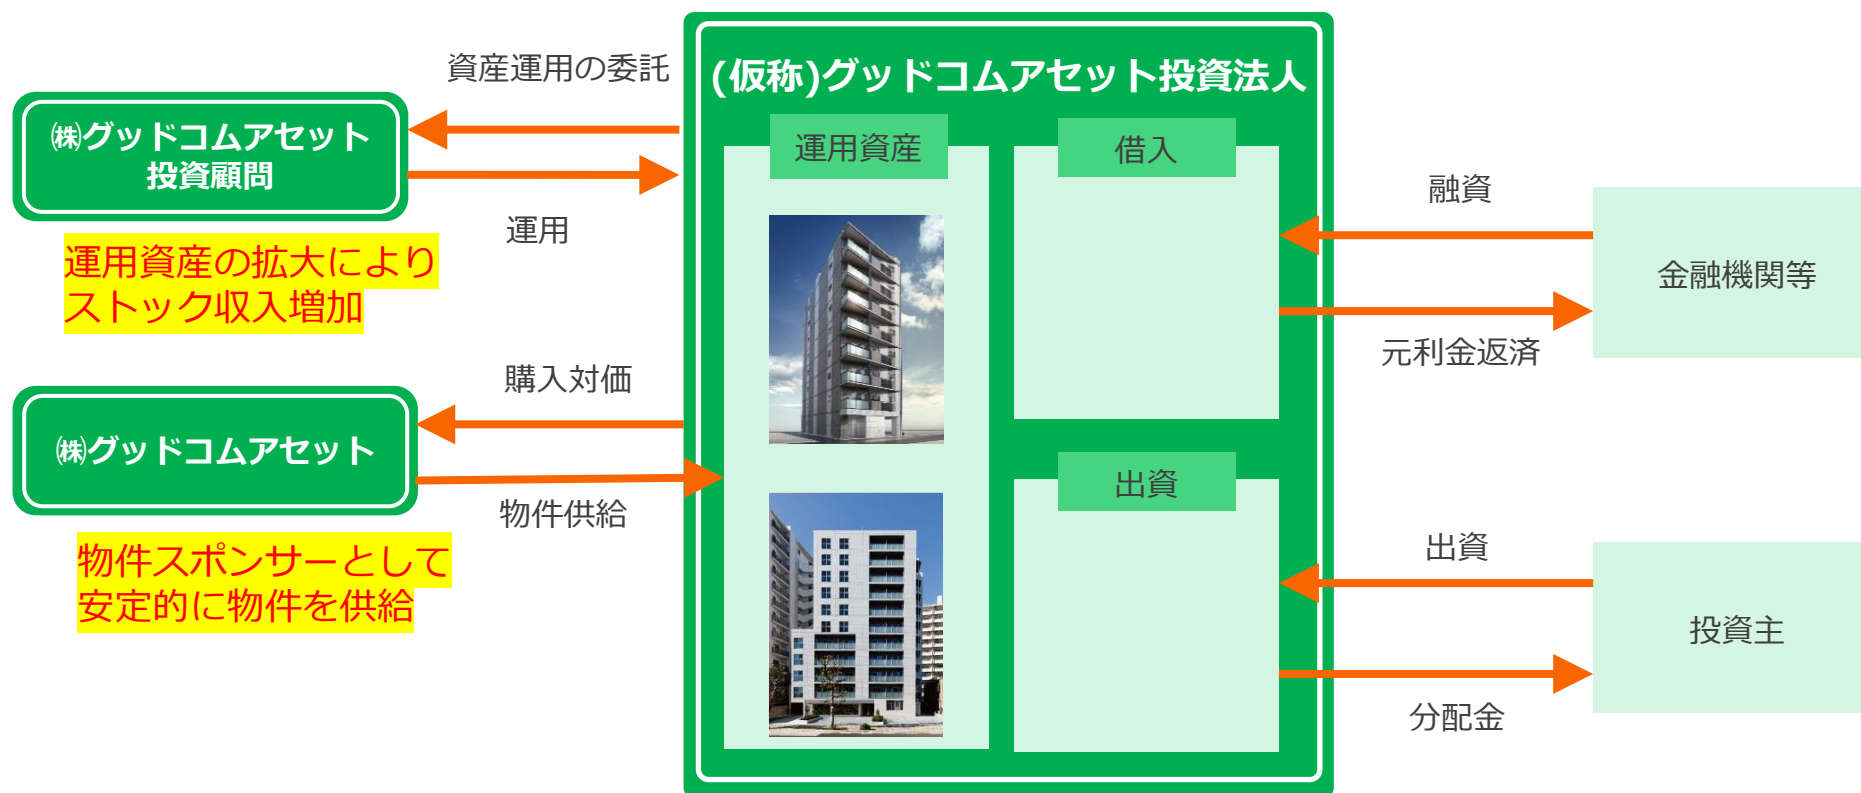 資産運用の委託
(仮称)グッドコムアセット投資法人
㈱グッドコムアセット
投資顧問
運用
運用資産の拡大により
ストック収入増加
購入対価
㈱グッドコムアセット
物件供給
物件スポンサーとして
安定的に物件を供給
運用資産
借入
出資
融資
金融機関等
元利金返済
出資
投資主
分配金